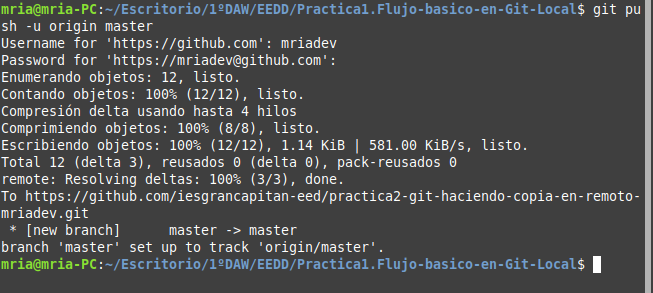 mria@mria-PC:~/Escritorio/1ºDAW/EEDD/Practica1.Flujo-basico-en-Git-Local$ git pu
sh -u origin master
Username for 'https://github.com': mriadev
Password for 'https://mriadev@github.com':
Enumerando objetos: 12, listo.
Contando objetos: 100% (12/12), listo.
Compresión delta usando hasta 4 hilos
Comprimiendo objetos: 100% (8/8), listo.
Escribiendo objetos: 100% (12/12), 1.14 KiB | 581.00 KiB/s, listo.
Total 12 (delta 3), reusados 0 (delta 0), pack-reusados 0
remote: Resolving deltas: 100% (3/3), done.
To https://github.com/iesgrancapitan-eed/practica2-git-haciendo-copia-en-remoto-
mriadev.git
 * [new branch]      master -> master
branch 'master' set up to track 'origin/master'.
mria@mria-PC:~/Escritorio/1ºDAW/EEDD/Practica1.Flujo-basico-en-Git-Local$